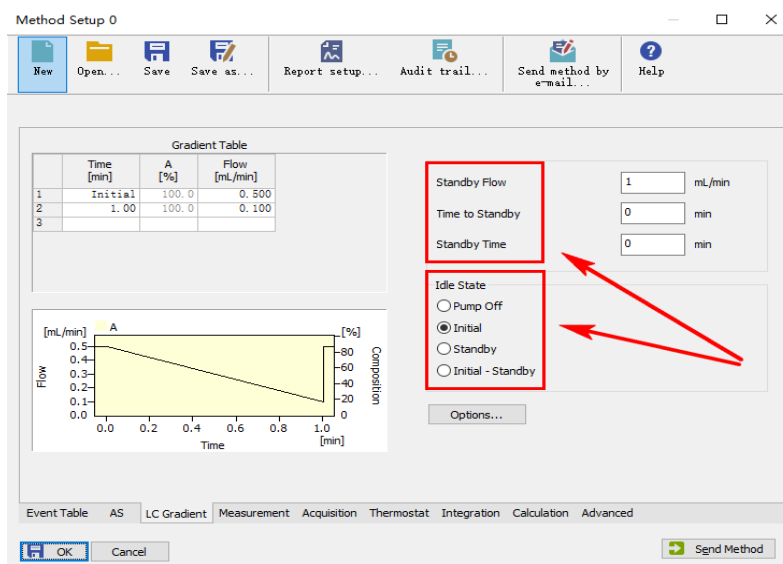 Method Setup 0
New Open... Save Save as... Report setup... Audit trail... Send method by e-mail... Help
Gradient Table
Time [min] A [%] Flow [mL/min]
1 Initial 100.0 0.500
2 1.00 100.0 0.100
3
Standby Flow 1 mL/min
Time to Standby 0 min
Standby Time 0 min
Idle State
Pump Off
Initial
Standby
Initial - Standby
Options...
[mL/min] A [%]
0.5
0.4
0.3
0.2
0.1
0.0
Flow
80
60
40
20
0
Composition
0.0 0.2 0.4 0.6 0.8 1.0
Time [min]
Event Table AS LC Gradient Measurement Acquisition Thermostat Integration Calculation Advanced
OK Cancel Send Method